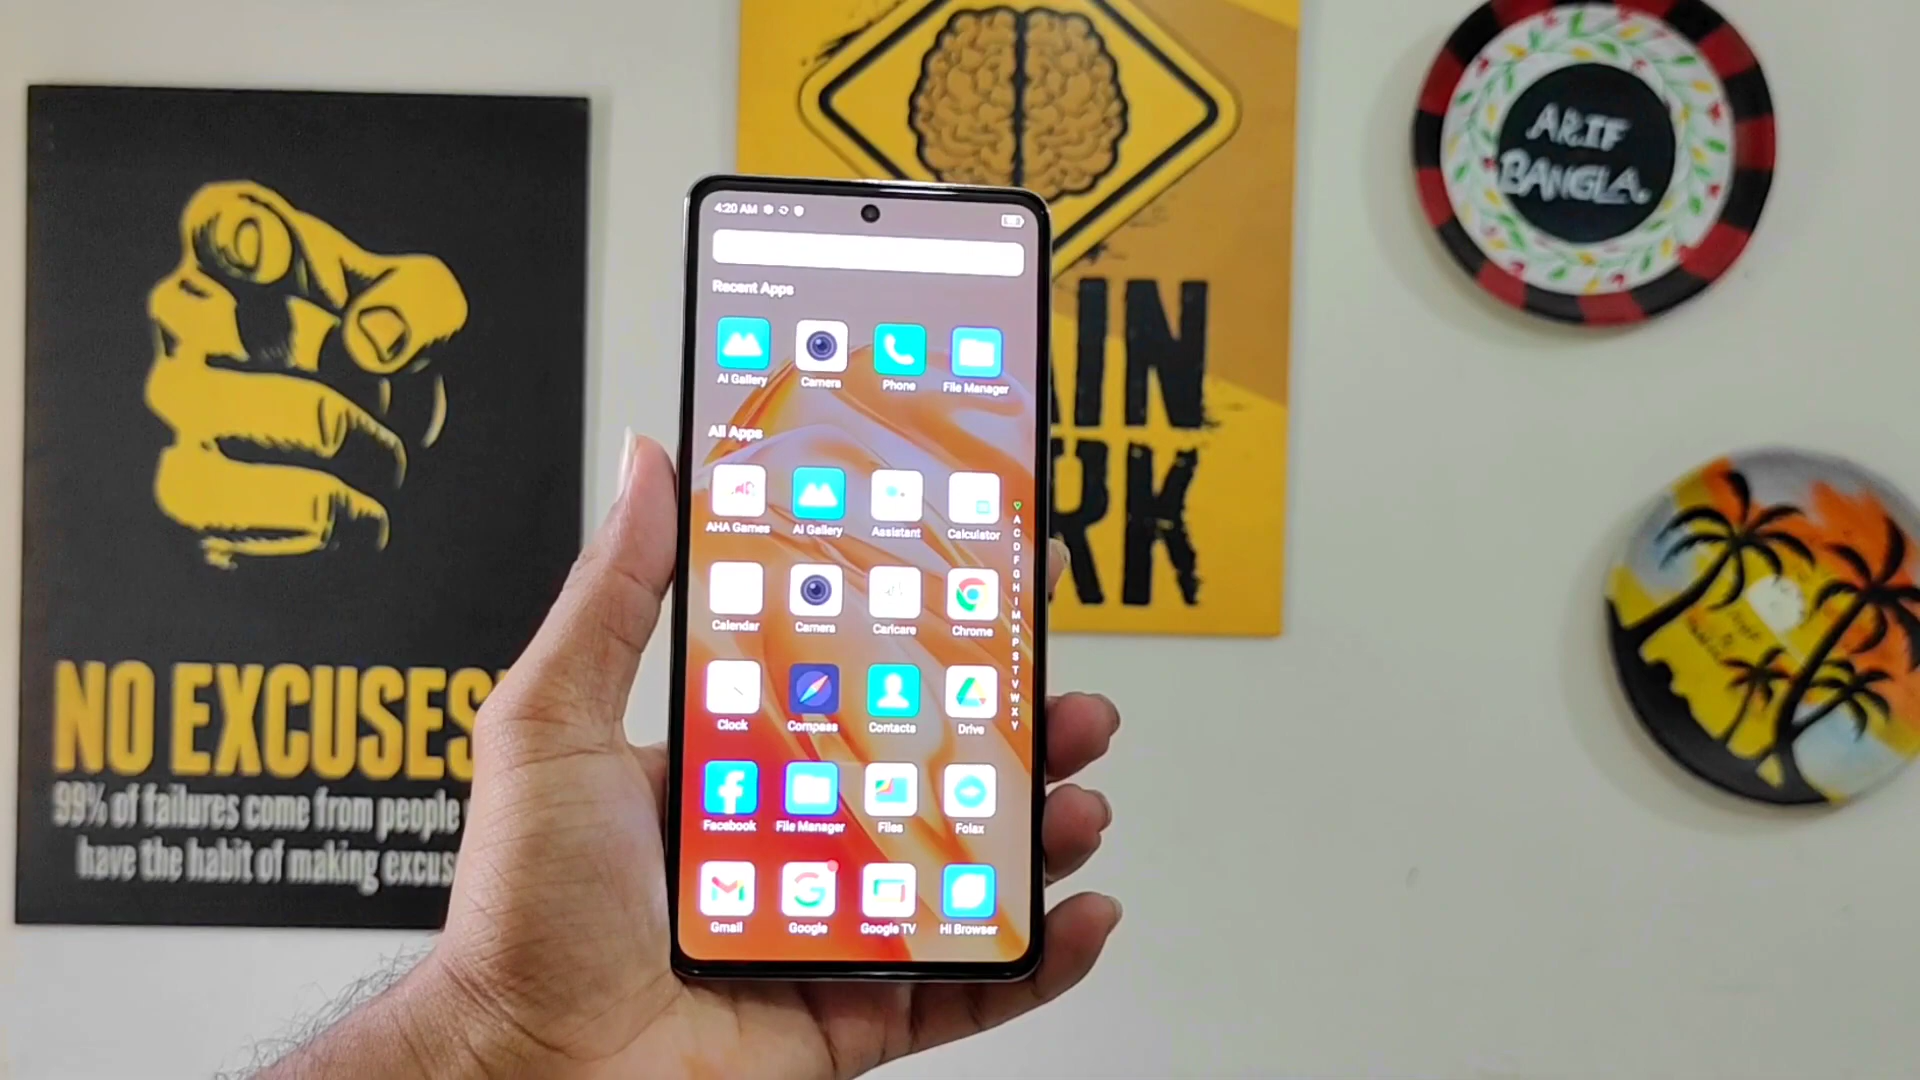 NO EXCUSES
99% of failures come from people
have the habit of making excus
AIN
RK
ARIF
BANGLA.
4:20 AM
Recent Apps
AI Gallery
Camera
Phone
File Manager
All Apps
AHA Games
AI Gallery
Assistant
Calculator
Calendar
Camera
Carlcare
Chrome
Clock
Compass
Contacts
Drive
Facebook
File Manager
Files
Folax
Gmail
Google
Google TV
Hi Browser
A
C
D
F
G
H
I
M
N
P
S
T
V
W
X
Y